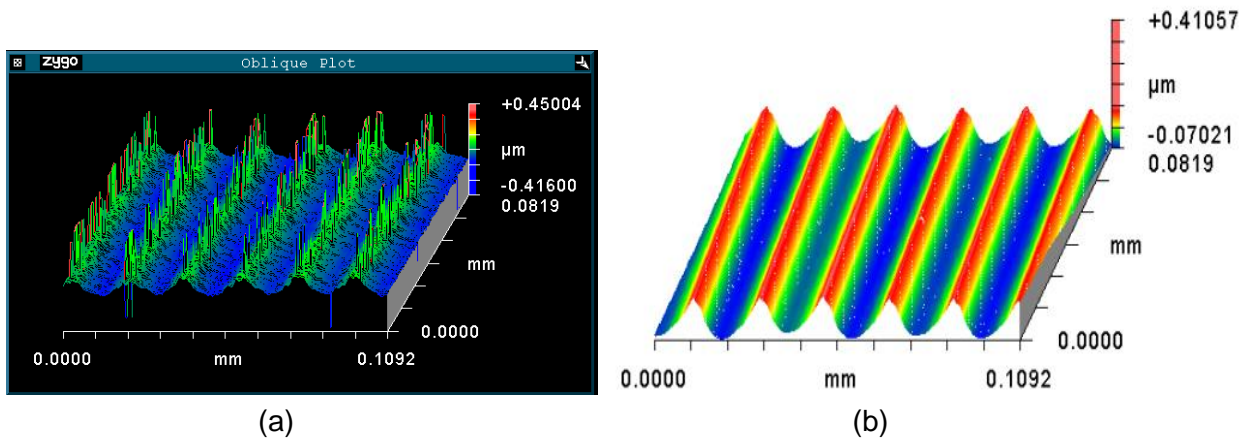 zygo Oblique Plot
+0.45004
µm
-0.41600
0.0819
mm
0.0000
0.0000 mm 0.1092
(a)
+0.41057
µm
-0.07021
0.0819
mm
0.0000
0.0000 mm 0.1092
(b)